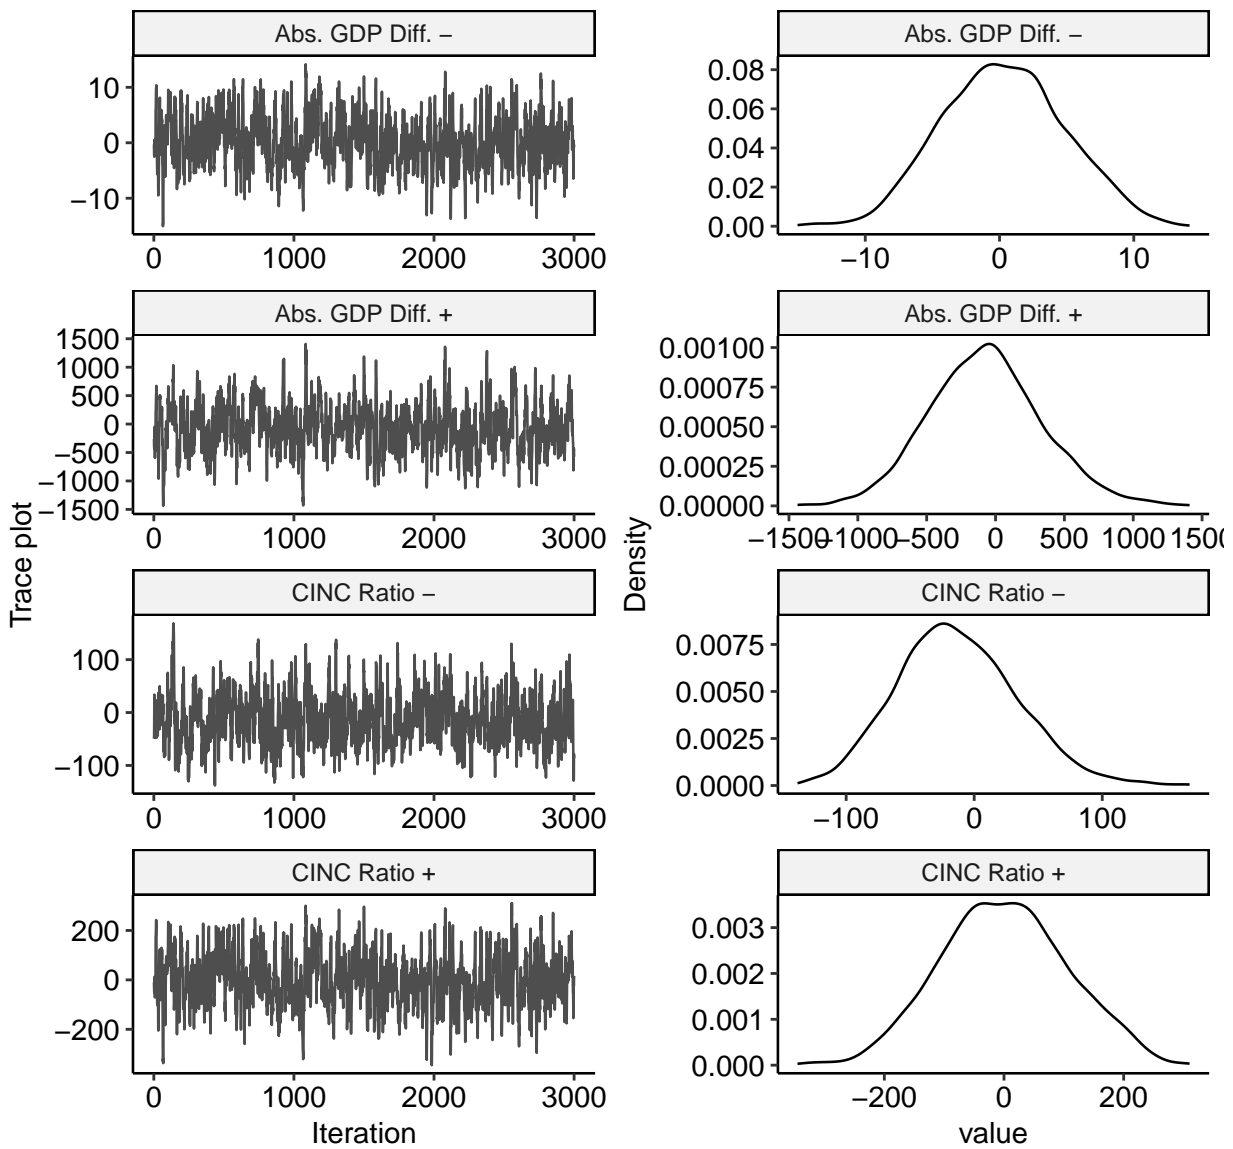 Abs. GDP Diff. −
10
0
−10
0 1000 2000 3000
Abs. GDP Diff. +
1500
1000
500
0
−500
−1000
−1500
0 1000 2000 3000
CINC Ratio −
100
0
−100
0 1000 2000 3000
CINC Ratio +
200
0
−200
0 1000 2000 3000
Iteration
Trace plot
Abs. GDP Diff. −
0.08
0.06
0.04
0.02
0.00
−10 0 10
Abs. GDP Diff. +
0.00100
0.00075
0.00050
0.00025
0.00000
−1500 −1000 −500 0 500 1000 1500
CINC Ratio −
0.0075
0.0050
0.0025
0.0000
−100 0 100
CINC Ratio +
0.003
0.002
0.001
0.000
−200 0 200
value
Density